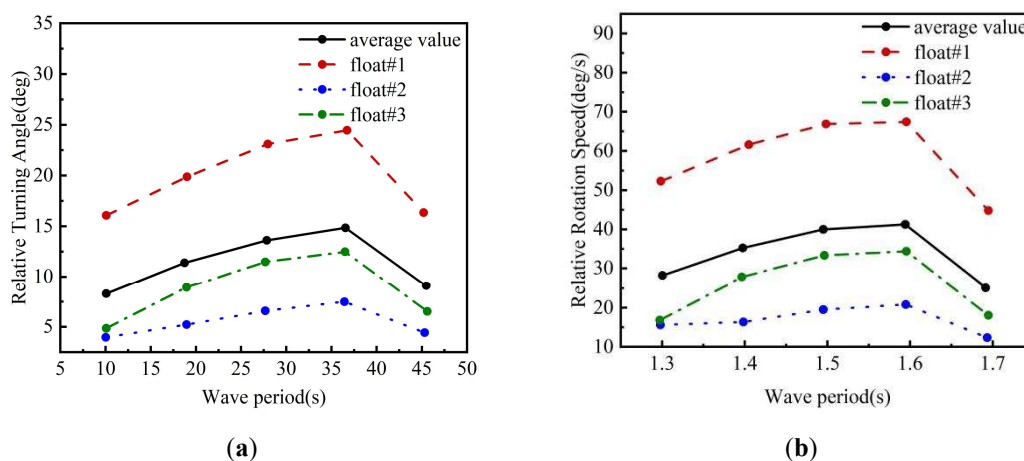 35
30
25
20
15
10
5
Relative Turning Angle(deg)
average value
float#1
float#2
float#3
5 10 15 20 25 30 35 40 45 50
Wave period(s)
(a)
90
80
70
60
50
40
30
20
10
Relative Rotation Speed(deg/s)
average value
float#1
float#2
float#3
1.3 1.4 1.5 1.6 1.7
Wave period(s)
(b)